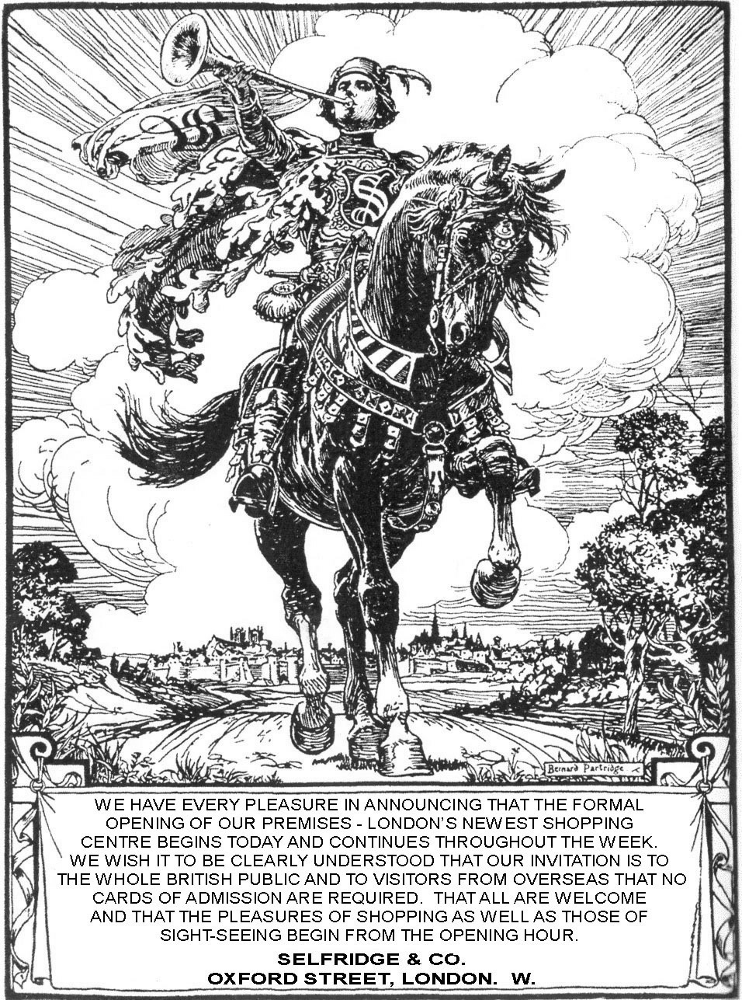 S
S
Bernard Partridge
WE HAVE EVERY PLEASURE IN ANNOUNCING THAT THE FORMAL
OPENING OF OUR PREMISES - LONDON'S NEWEST SHOPPING
CENTRE BEGINS TODAY AND CONTINUES THROUGHOUT THE WEEK.
WE WISH IT TO BE CLEARLY UNDERSTOOD THAT OUR INVITATION IS TO
THE WHOLE BRITISH PUBLIC AND TO VISITORS FROM OVERSEAS THAT NO
CARDS OF ADMISSION ARE REQUIRED. THAT ALL ARE WELCOME
AND THAT THE PLEASURES OF SHOPPING AS WELL AS THOSE OF
SIGHT-SEEING BEGIN FROM THE OPENING HOUR.
SELFRIDGE & CO.
OXFORD STREET, LONDON. W.